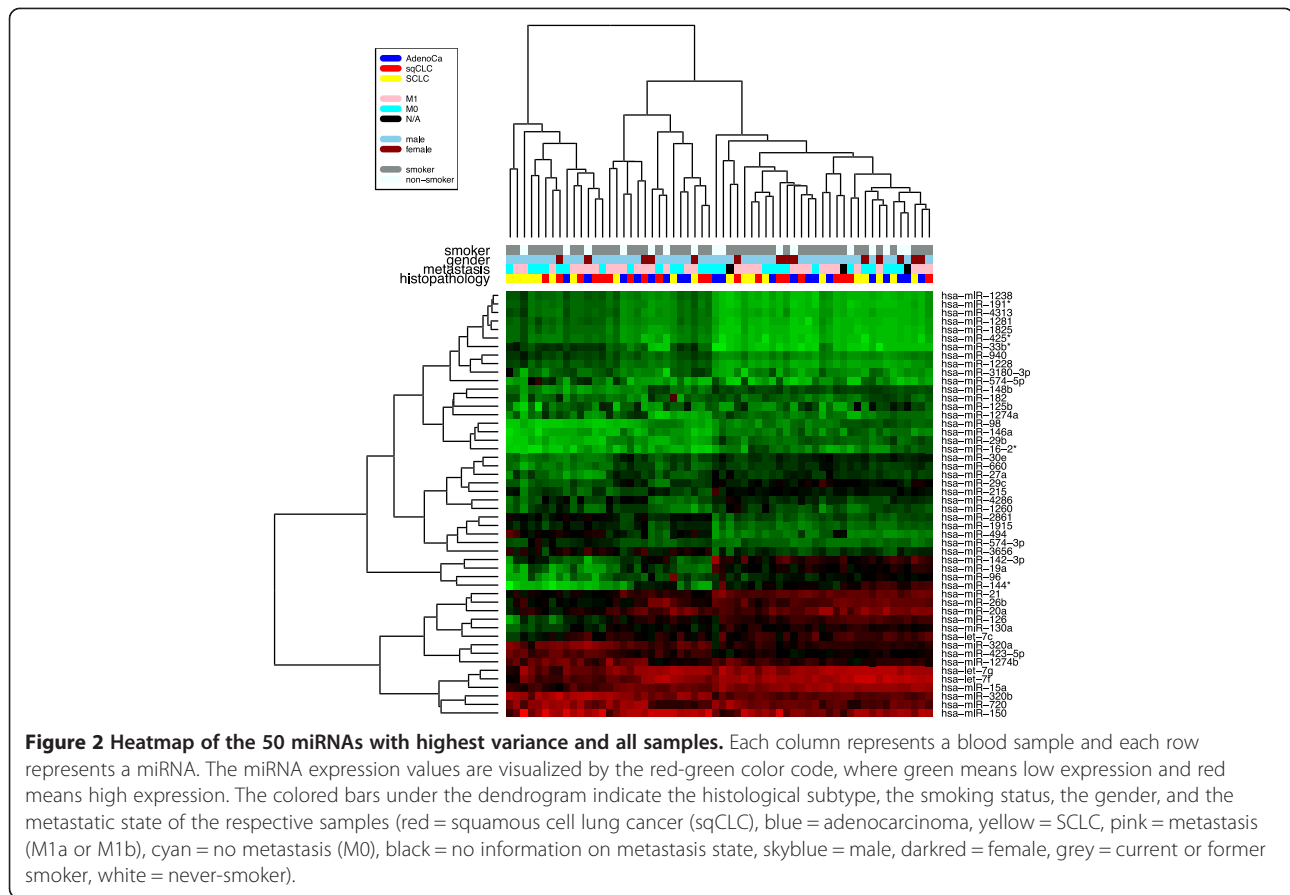 AdenoCa
sqCLC
SCLC
M1
M0
N/A
male
female
smoker
non-smoker
smoker
gender
metastasis
histopathology
hsa-miR-1238
hsa-miR-191*
hsa-miR-4313
hsa-miR-1281
hsa-miR-1825
hsa-miR-425*
hsa-miR-33b*
hsa-miR-940
hsa-miR-1228
hsa-miR-3180-3p
hsa-miR-574-5p
hsa-miR-148b
hsa-miR-182
hsa-miR-125b
hsa-miR-1274a
hsa-miR-98
hsa-miR-146a
hsa-miR-29b
hsa-miR-16-2*
hsa-miR-30e
hsa-miR-660
hsa-miR-27a
hsa-miR-29c
hsa-miR-215
hsa-miR-4286
hsa-miR-1260
hsa-miR-2861
hsa-miR-1915
hsa-miR-494
hsa-miR-574-3p
hsa-miR-3656
hsa-miR-142-3p
hsa-miR-19a
hsa-miR-96
hsa-miR-144*
hsa-miR-21
hsa-miR-26b
hsa-miR-20a
hsa-miR-126
hsa-miR-130a
hsa-let-7c
hsa-miR-320a
hsa-miR-423-5p
hsa-miR-1274b
hsa-let-7g
hsa-let-7f
hsa-miR-15a
hsa-miR-320b
hsa-miR-720
hsa-miR-150
Figure 2 Heatmap of the 50 miRNAs with highest variance and all samples. Each column represents a blood sample and each row
represents a miRNA. The miRNA expression values are visualized by the red-green color code, where green means low expression and red
means high expression. The colored bars under the dendrogram indicate the histological subtype, the smoking status, the gender, and the
metastatic state of the respective samples (red = squamous cell lung cancer (sqCLC), blue = adenocarcinoma, yellow = SCLC, pink = metastasis
(M1a or M1b), cyan = no metastasis (M0), black = no information on metastasis state, skyblue = male, darkred = female, grey = current or former
smoker, white = never-smoker).